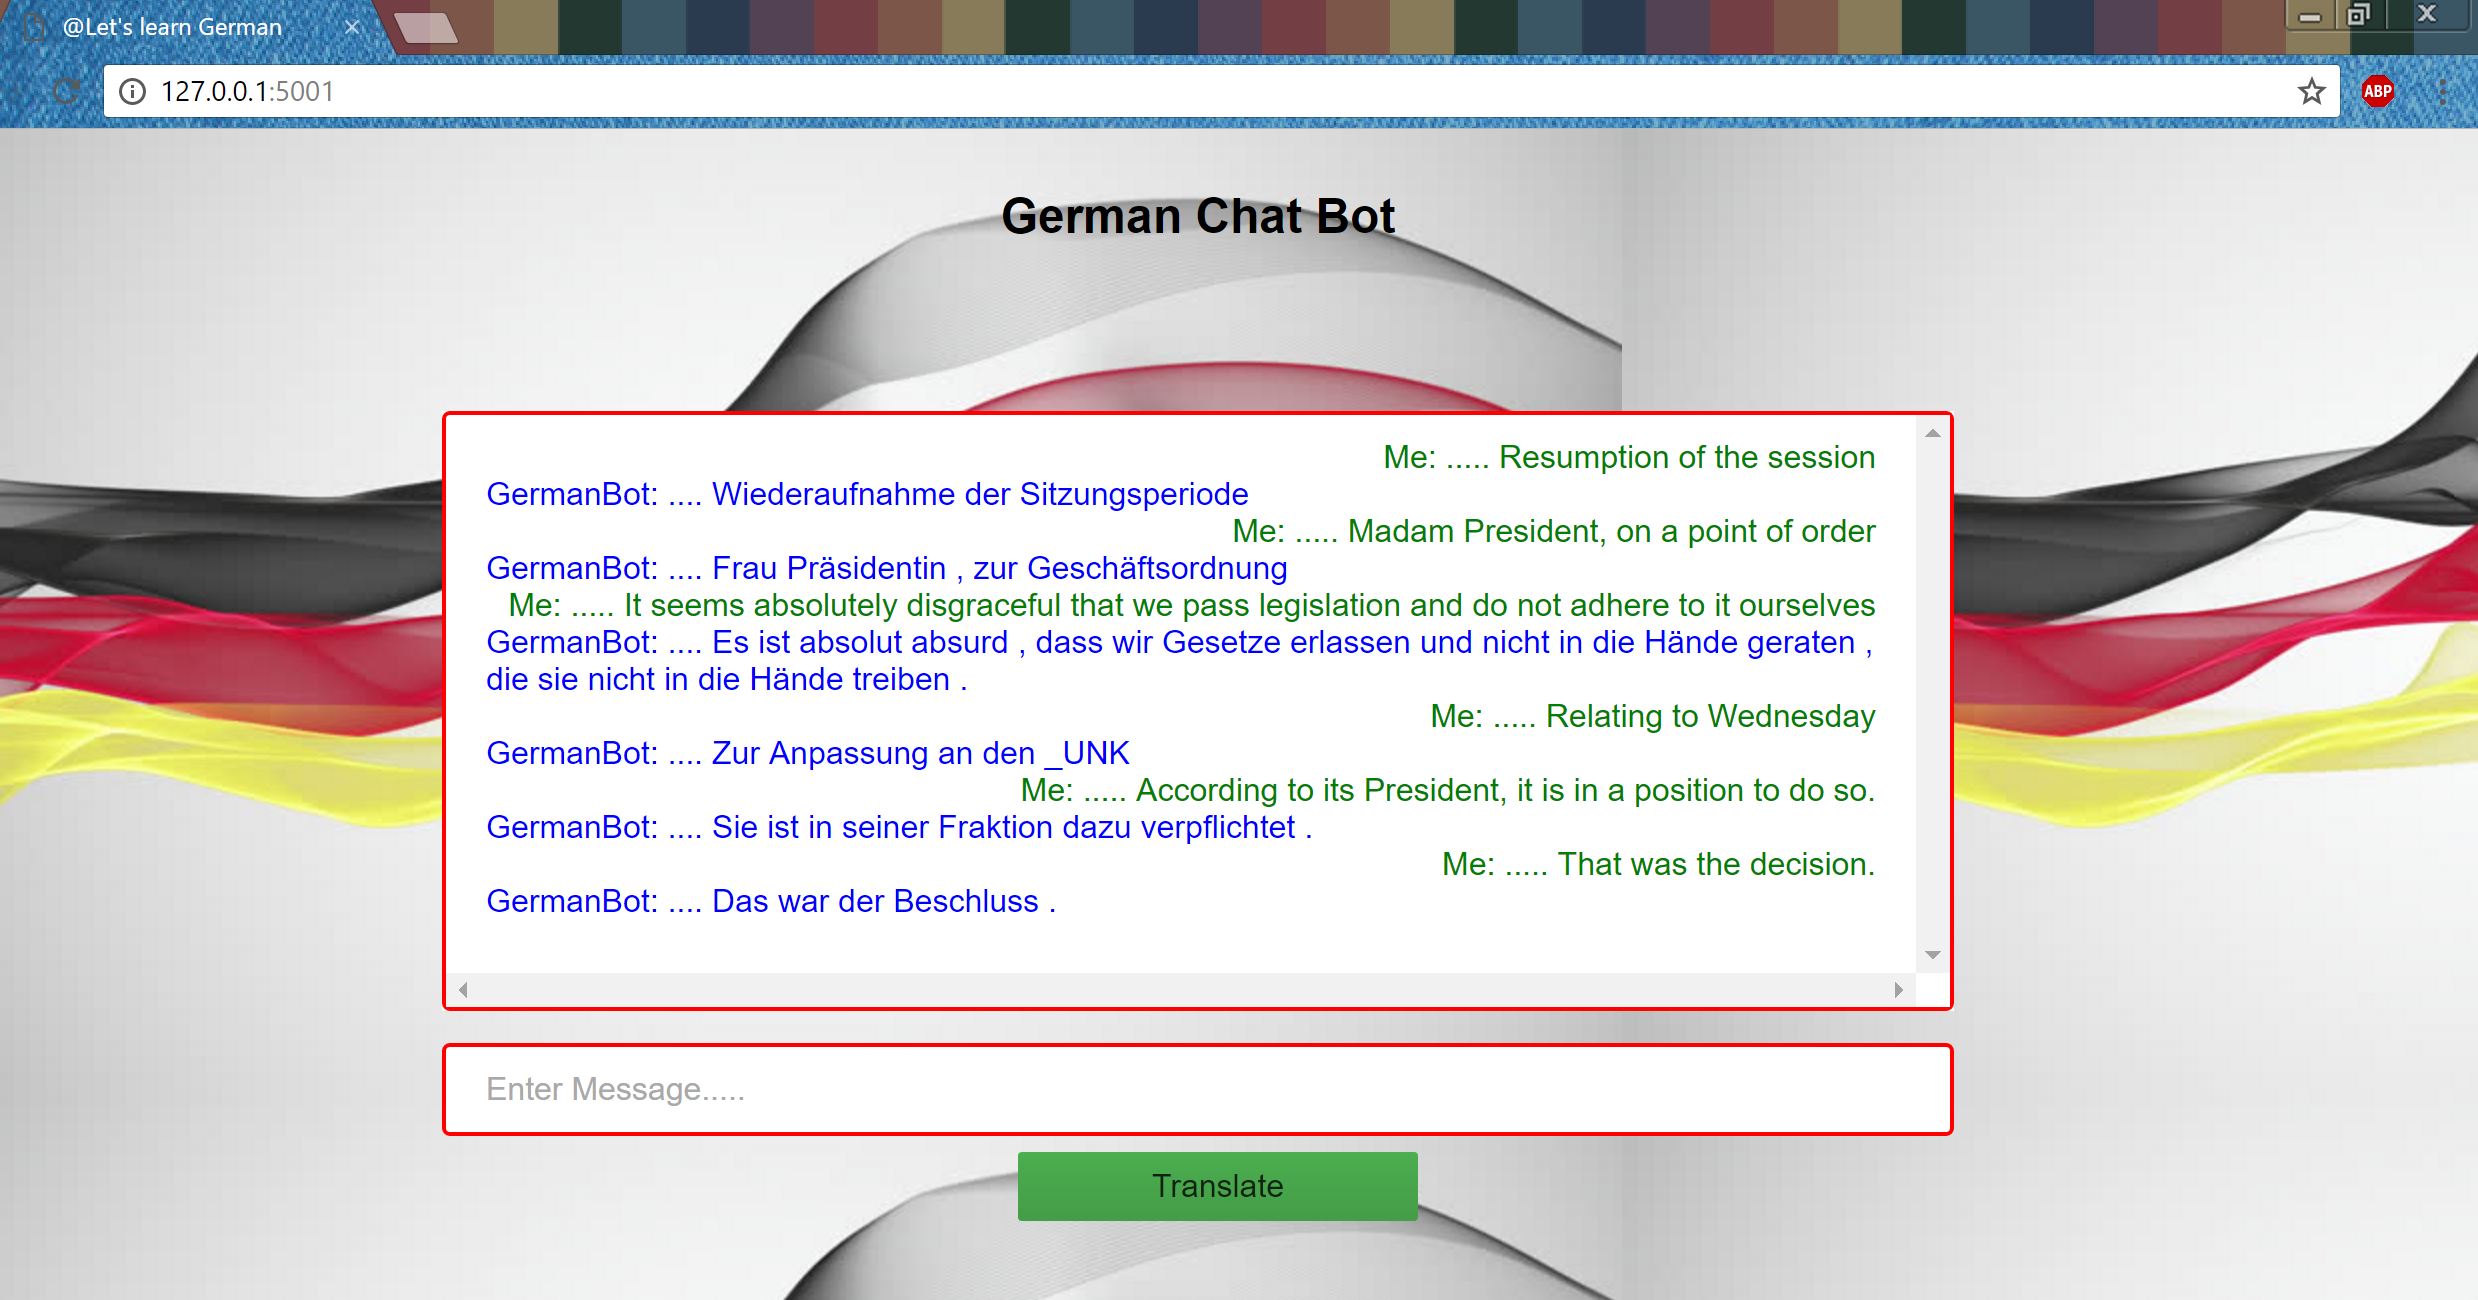 @Let's learn German
127.0.0.1:5001
ABP
German Chat Bot
Me: ..... Resumption of the session
GermanBot: .... Wiederaufnahme der Sitzungsperiode
Me: ..... Madam President, on a point of order
GermanBot: .... Frau Präsidentin , zur Geschäftsordnung
Me: ..... It seems absolutely disgraceful that we pass legislation and do not adhere to it ourselves
GermanBot: .... Es ist absolut absurd , dass wir Gesetze erlassen und nicht in die Hände geraten ,
die sie nicht in die Hände treiben .
Me: ..... Relating to Wednesday
GermanBot: .... Zur Anpassung an den _UNK
Me: ..... According to its President, it is in a position to do so.
GermanBot: .... Sie ist in seiner Fraktion dazu verpflichtet .
Me: ..... That was the decision.
GermanBot: .... Das war der Beschluss .
Enter Message.....
Translate